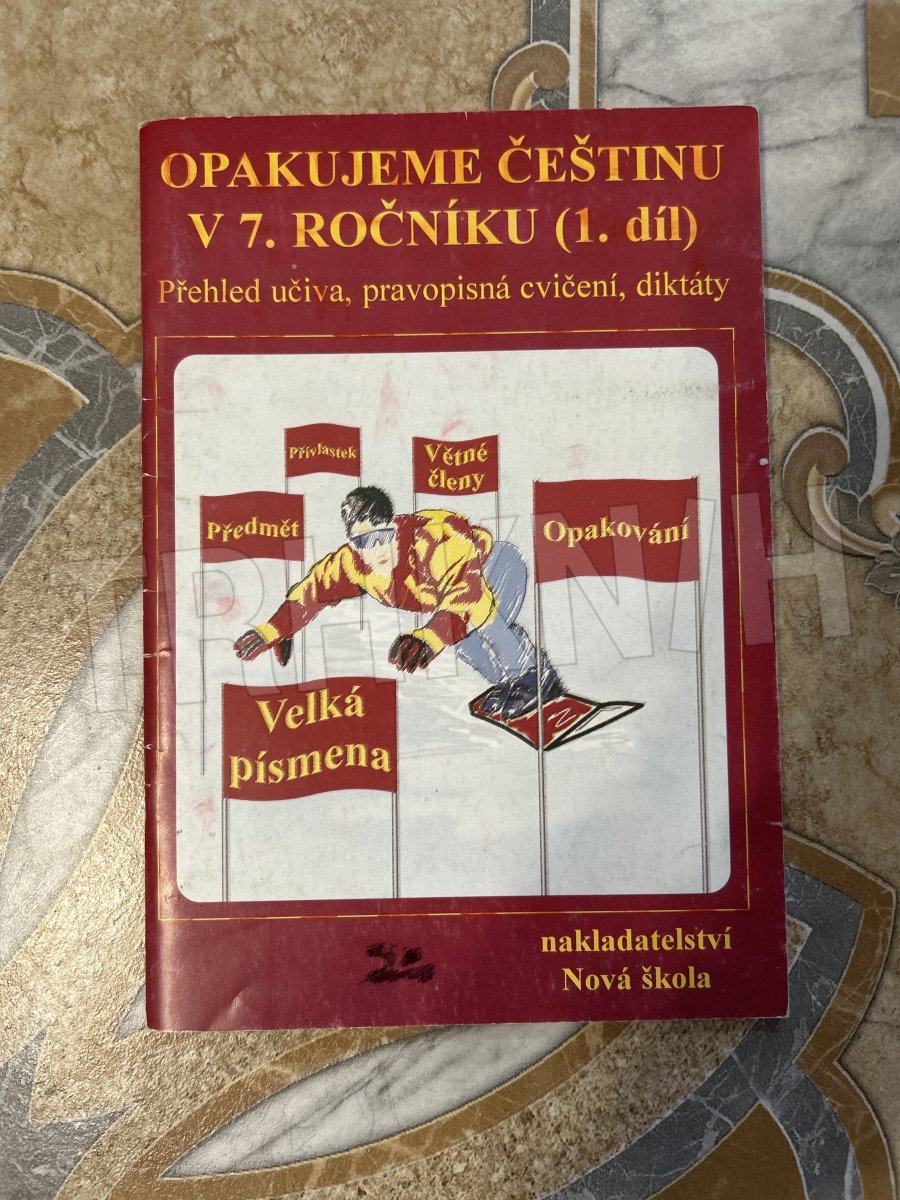 OPAKUJEME ČEŠTINU
V 7. ROČNÍKU (1. díl)
Přehled učiva, pravopisná cvičení, diktáty
Přívlastek
Větné
členy
Předmět
Opakování
Velká
písmena
nakladatelství
Nová škola